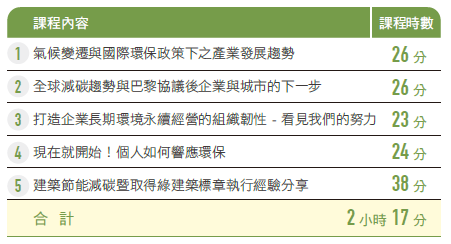 課程內容 課程時數
1 氣候變遷與國際環保政策下之產業發展趨勢 26 分
2 全球減碳趨勢與巴黎協議後企業與城市的下一步 26 分
3 打造企業長期環境永續經營的組織韌性 - 看見我們的努力 23 分
4 現在就開始！個人如何響應環保 24 分
5 建築節能減碳暨取得綠建築標章執行經驗分享 38 分
合 計 2 小時 17 分